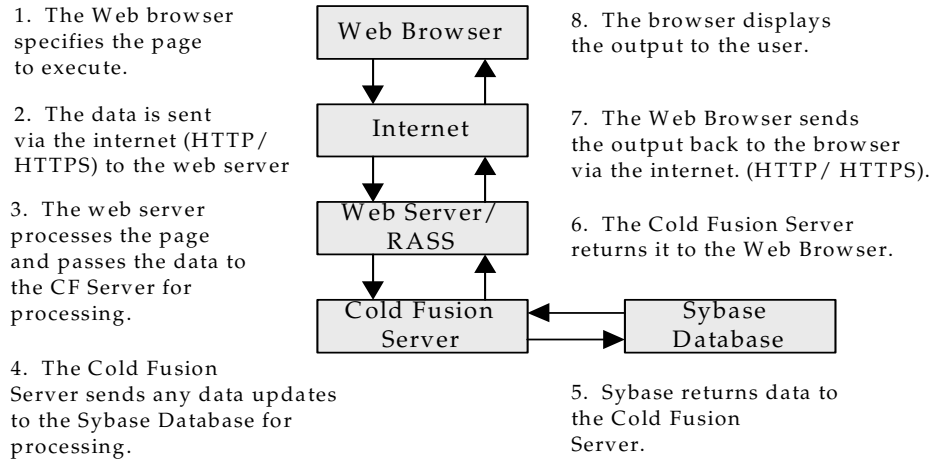 1. The Web browser
specifies the page
to execute.
2. The data is sent
via the internet (HTTP/
HTTPS) to the web server
3. The web server
processes the page
and passes the data to
the CF Server for
processing.
4. The Cold Fusion
Server sends any data updates
to the Sybase Database for
processing.
Web Browser
Internet
Web Server/
RASS
Cold Fusion
Server
Sybase
Database
8. The browser displays
the output to the user.
7. The Web Browser sends
the output back to the browser
via the internet. (HTTP/ HTTPS).
6. The Cold Fusion Server
returns it to the Web Browser.
5. Sybase returns data to
the Cold Fusion
Server.